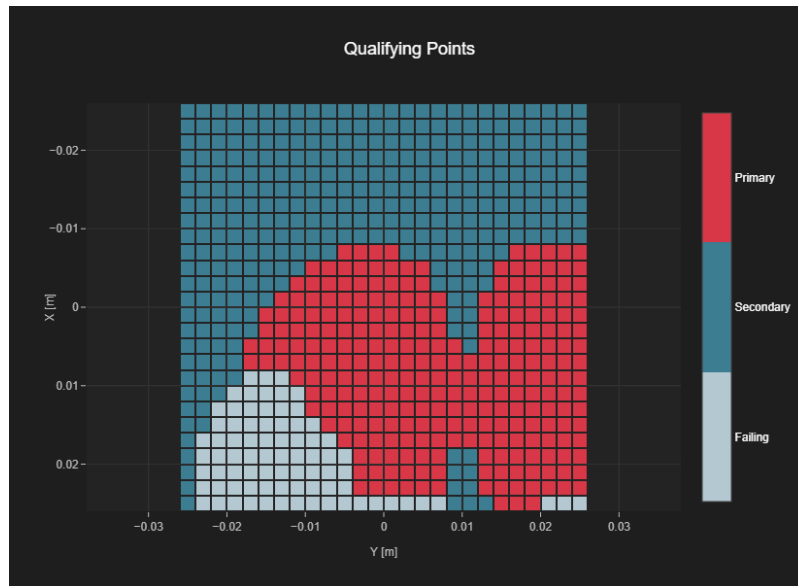 Qualifying Points
Primary
Secondary
Failing
−0.02
−0.01
0
0.01
0.02
X [m]
−0.03
−0.02
−0.01
0
0.01
0.02
0.03
Y [m]